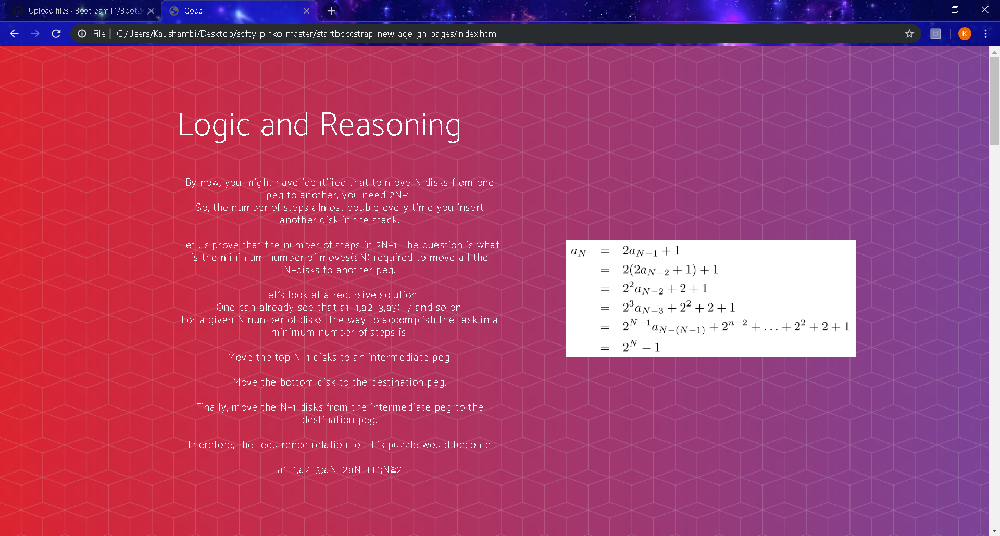 Upload files · BootTeam11/Boot2
Code
File
C:/Users/Kaushambi/Desktop/softy-pinko-master/startbootstrap-new-age-gh-pages/index.html
K
Logic and Reasoning
By now, you might have identified that to move N disks from one
peg to another, you need 2N−1.
So, the number of steps almost double every time you insert
another disk in the stack.
Let us prove that the number of steps in 2N−1 The question is what
is the minimum number of moves(aN) required to move all the
N−disks to another peg.
Let's look at a recursive solution
One can already see that a1=1,a2=3,a3)=7 and so on.
For a given N number of disks, the way to accomplish the task in a
minimum number of steps is:
Move the top N−1 disks to an intermediate peg.
Move the bottom disk to the destination peg.
Finally, move the N−1 disks from the intermediate peg to the
destination peg.
Therefore, the recurrence relation for this puzzle would become:
a1=1,a2=3;aN=2aN−1+1;N≥2
a_N = 2a_{N−1} + 1
= 2(2a_{N−2} + 1) + 1
= 2^2 a_{N−2} + 2 + 1
= 2^3 a_{N−3} + 2^2 + 2 + 1
= 2^{N−1} a_{N−(N−1)} + 2^{n−2} + ... + 2^2 + 2 + 1
= 2^N − 1